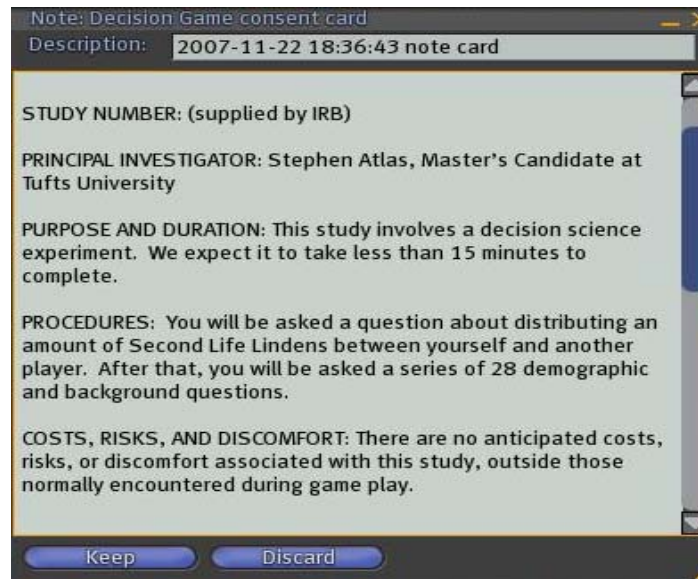 Note: Decision Game consent card
Description: 2007-11-22 18:36:43 note card
STUDY NUMBER: (supplied by IRB)
PRINCIPAL INVESTIGATOR: Stephen Atlas, Master's Candidate at
Tufts University
PURPOSE AND DURATION: This study involves a decision science
experiment.  We expect it to take less than 15 minutes to
complete.
PROCEDURES:  You will be asked a question about distributing an
amount of Second Life Lindens between yourself and another
player.  After that, you will be asked a series of 28 demographic
and background questions.
COSTS, RISKS, AND DISCOMFORT: There are no anticipated costs,
risks, or discomfort associated with this study, outside those
normally encountered during game play.
Keep Discard